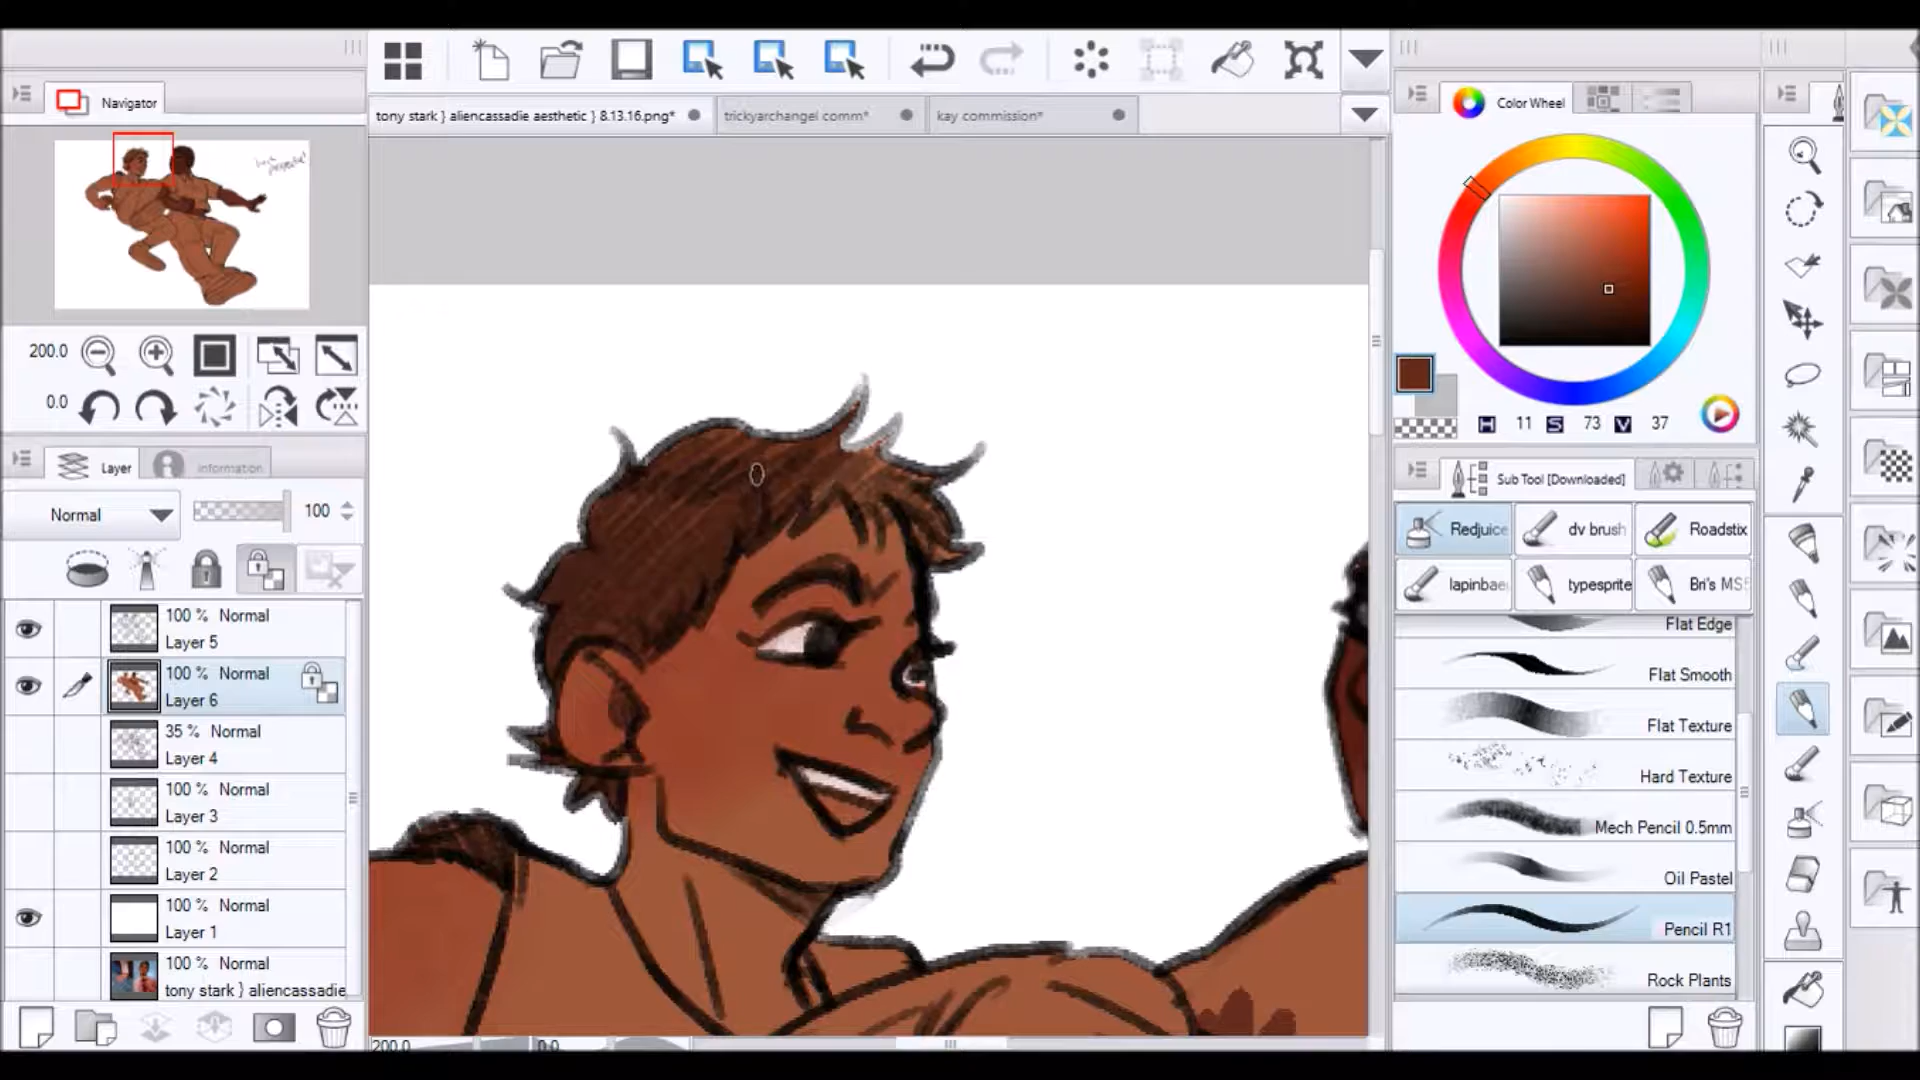 Navigator
tony stark } aliencassadie aesthetic } 8.13.16.png*
trickyarchangel comm*
kay commission*
Color Wheel
200.0
0.0
H 11 S 73 V 37
Layer
Information
Sub Tool [Downloaded]
Normal
100
Redjuice
dv brush
Roadstix
lapinbae
typesprite
Bri's MS
100 % Normal
Layer 5
100 % Normal
Layer 6
35 % Normal
Layer 4
100 % Normal
Layer 3
100 % Normal
Layer 2
100 % Normal
Layer 1
100 % Normal
tony stark } aliencassadie
Flat Edge
Flat Smooth
Flat Texture
Hard Texture
Mech Pencil 0.5mm
Oil Pastel
Pencil R1
Rock Plants
200.0
0.0